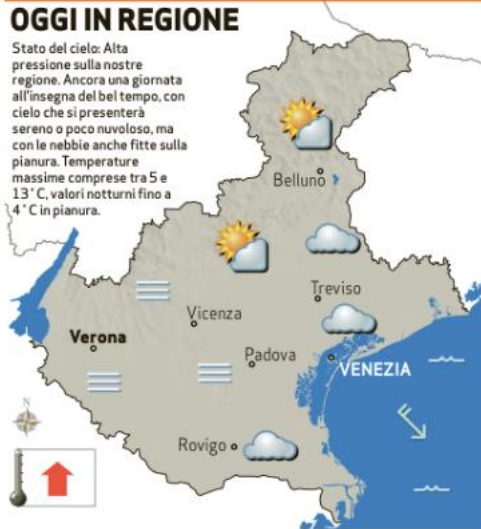 OGGI IN REGIONE
Stato del cielo: Alta
pressione sulla nostre
regione. Ancora una giornata
all'insegna del bel tempo, con
cielo che si presenterà
sereno o poco nuvoloso, ma
con le nebbie anche fitte sulla
pianura. Temperature
massime comprese tra 5 e
13°C, valori notturni fino a
4°C in pianura.
Belluno
Treviso
Vicenza
Verona
Padova
VENEZIA
N
Rovigo